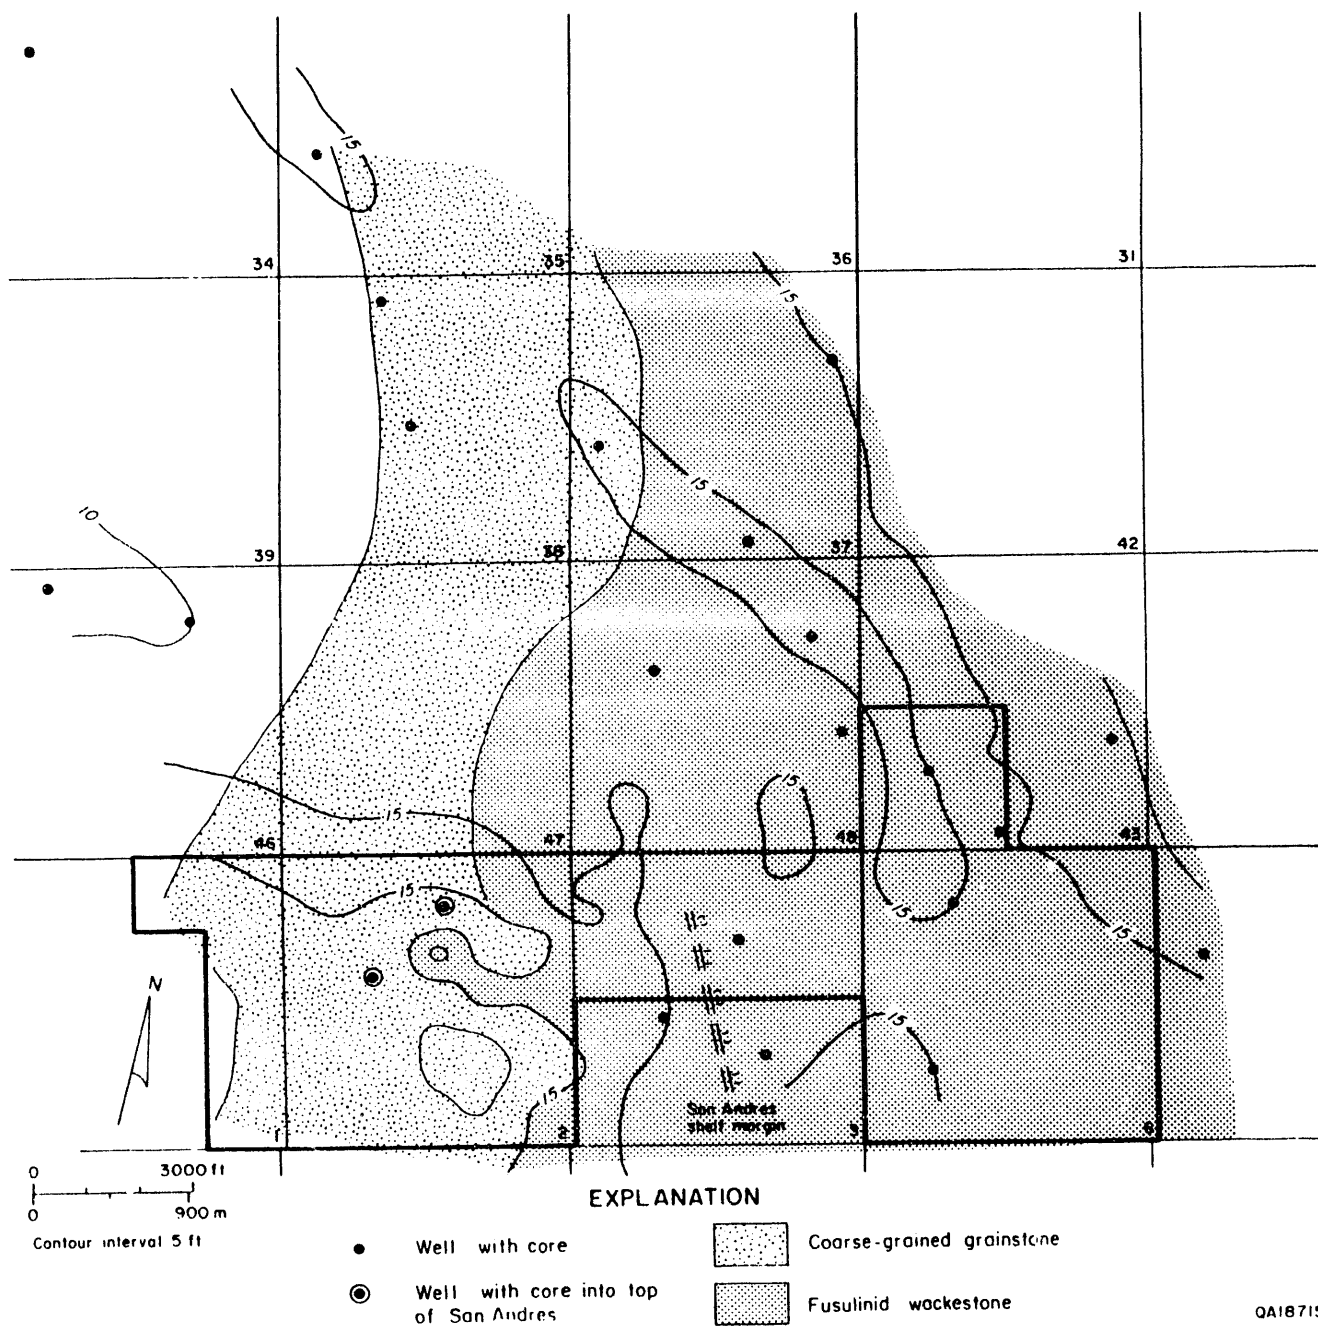 15
34
35
36
31
15
15
10
39
38
37
42
15
15
46
47
48
43
15
15
15
N
15
15
San Andres
shelf margin
1
2
3
6
0
3000 ft
0
900 m
Contour interval 5 ft
EXPLANATION
Well with core
Coarse-grained grainstone
Well with core into top
of San Andres
Fusulinid wackestone
QA18715